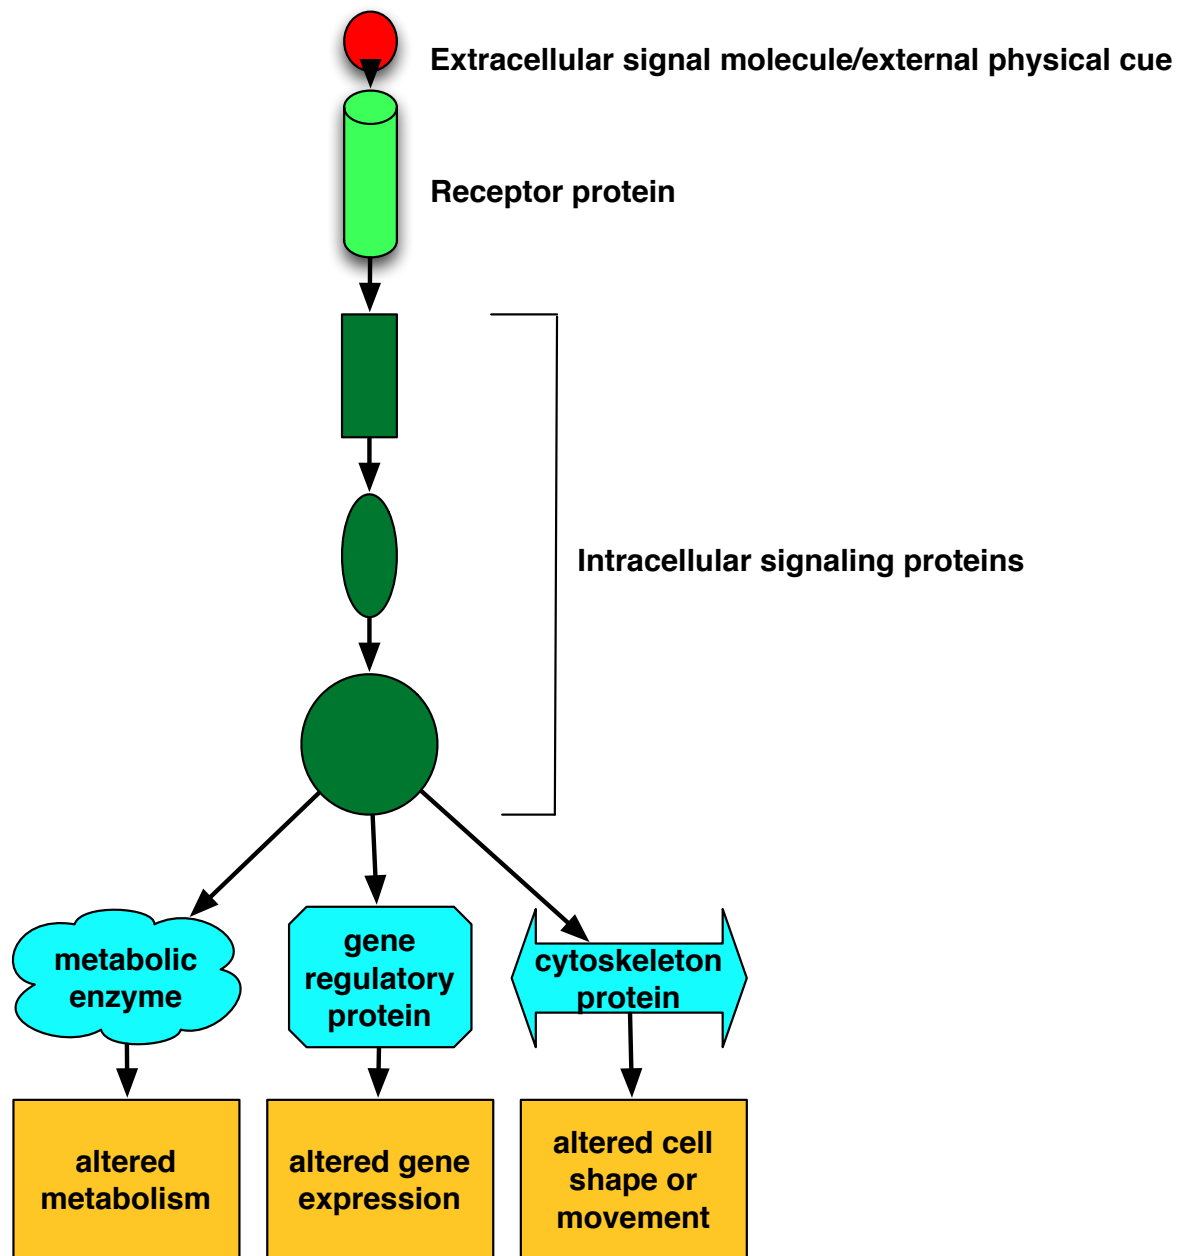 Extracellular signal molecule/external physical cue
Receptor protein
Intracellular signaling proteins
metabolic
enzyme
gene
regulatory
protein
cytoskeleton
protein
altered
metabolism
altered gene
expression
altered cell
shape or
movement